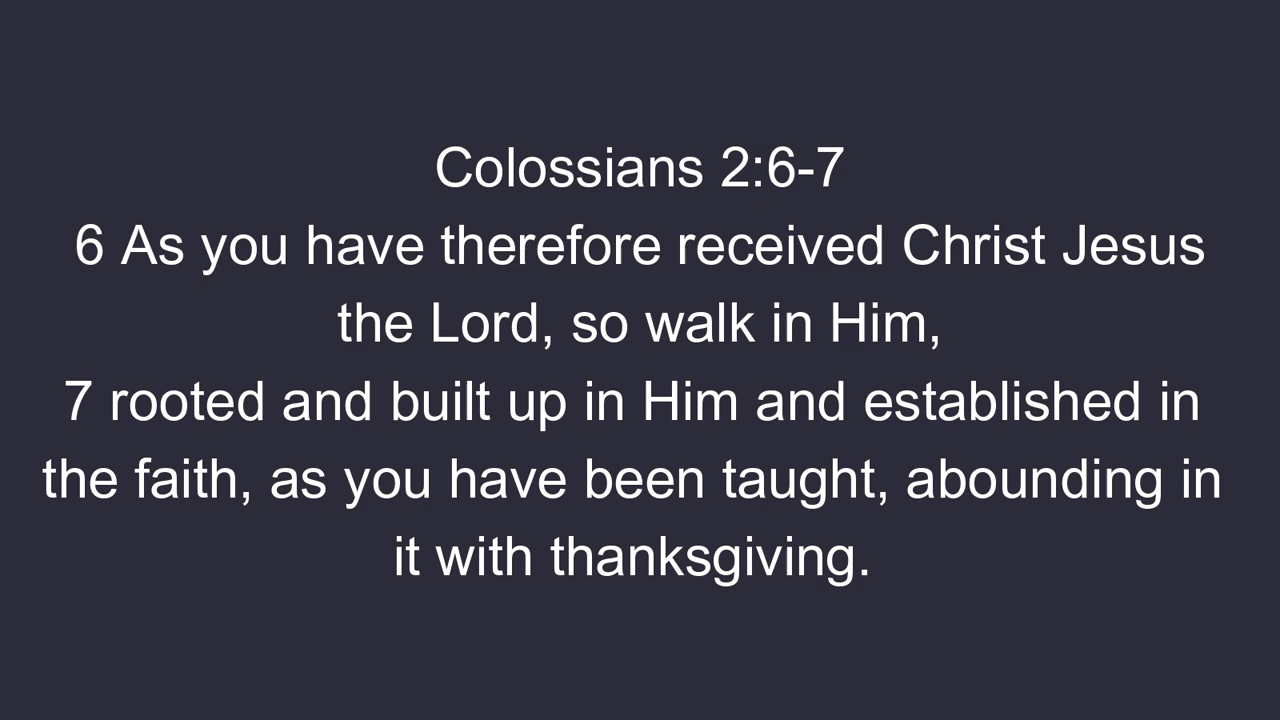 Colossians 2:6-7
6 As you have therefore received Christ Jesus
the Lord, so walk in Him,
7 rooted and built up in Him and established in
the faith, as you have been taught, abounding in
it with thanksgiving.